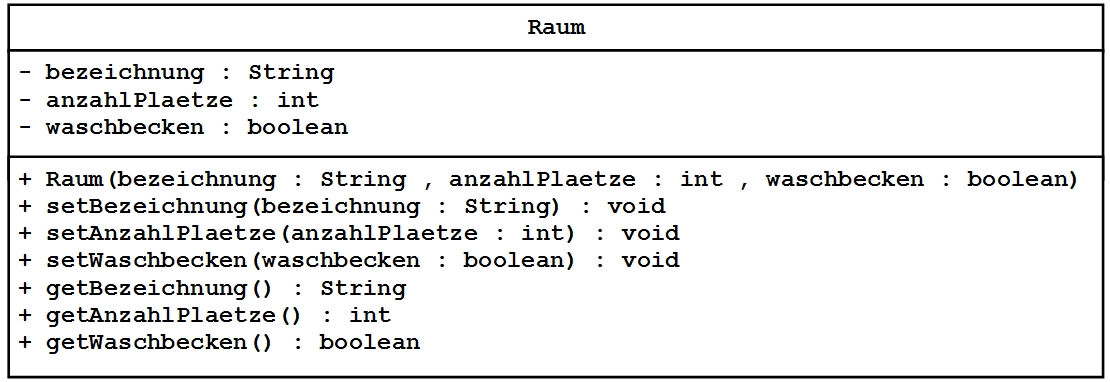 Raum
- bezeichnung : String
- anzahlPlaetze : int
- waschbecken : boolean
+ Raum(bezeichnung : String , anzahlPlaetze : int , waschbecken : boolean)
+ setBezeichnung(bezeichnung : String) : void
+ setAnzahlPlaetze(anzahlPlaetze : int) : void
+ setWaschbecken(waschbecken : boolean) : void
+ getBezeichnung() : String
+ getAnzahlPlaetze() : int
+ getWaschbecken() : boolean